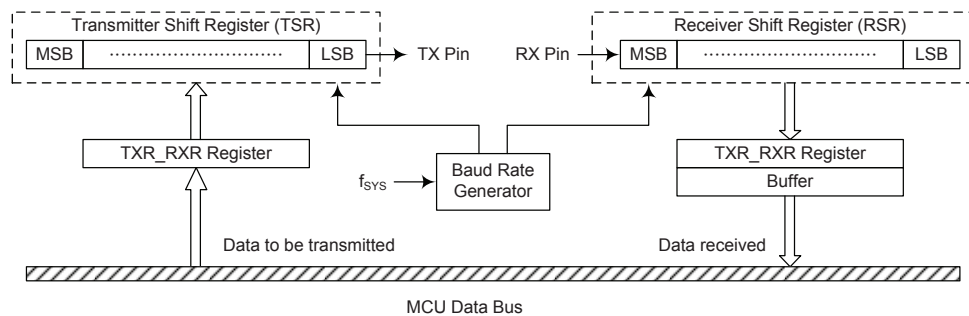 Transmitter Shift Register (TSR)
MSB
LSB
TX Pin
RX Pin
Receiver Shift Register (RSR)
MSB
LSB
TXR_RXR Register
fSYS
Baud Rate
Generator
TXR_RXR Register
Buffer
Data to be transmitted
Data received
MCU Data Bus